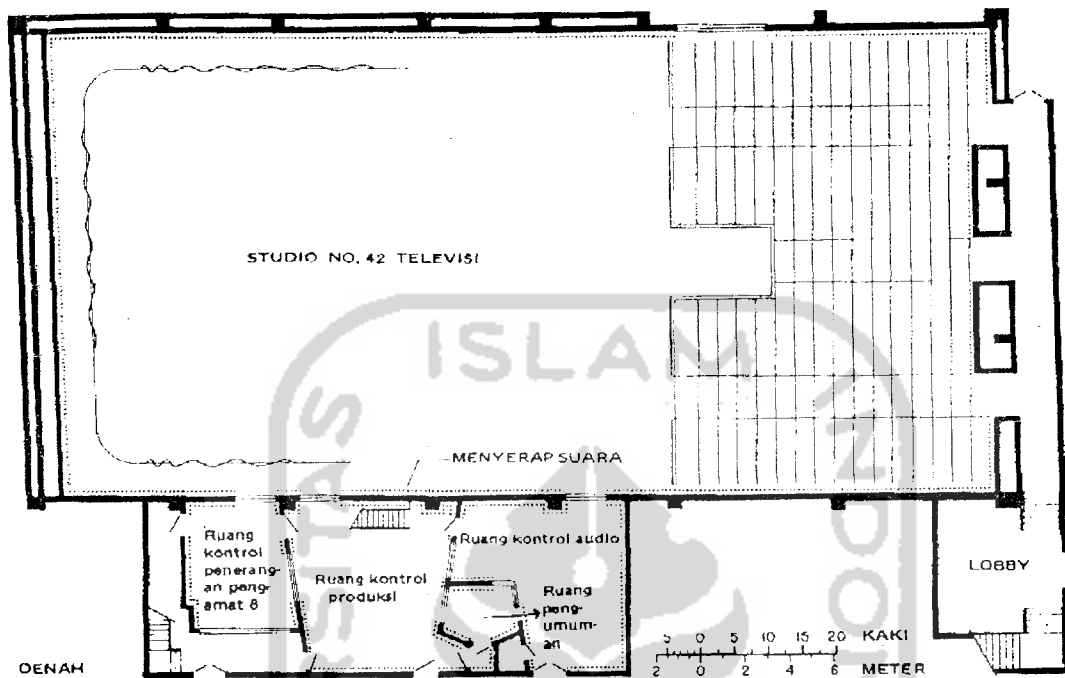 STUDIO NO. 42 TELEVISI
ISLAM
MENYERAP SUARA
Ruang
kontrol
penerang-
an peng-
amat 8
Ruang kontrol
produksi
Ruang kontrol audio
Ruang
peng-
umum-
an
LOBBY
5 0 5 10 15 20 KAKI
2 0 2 4 6 METER
DENAH